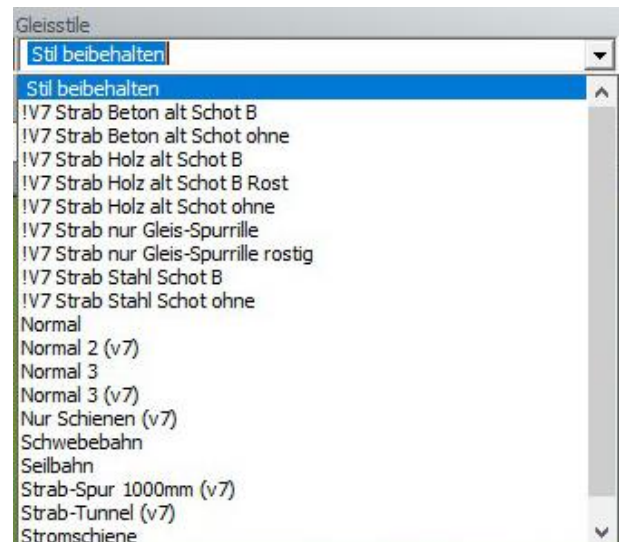 Gleisstile
Stil beibehalten
Stil beibehalten
!V7 Strab Beton alt Schot B
!V7 Strab Beton alt Schot ohne
!V7 Strab Holz alt Schot B
!V7 Strab Holz alt Schot B Rost
!V7 Strab Holz alt Schot ohne
!V7 Strab nur Gleis-Spurrille
!V7 Strab nur Gleis-Spurrille rostig
!V7 Strab Stahl Schot B
!V7 Strab Stahl Schot ohne
Normal
Normal 2 (v7)
Normal 3
Normal 3 (v7)
Nur Schienen (v7)
Schwebebahn
Seilbahn
Strab-Spur 1000mm (v7)
Strab-Tunnel (v7)
Stromschiene